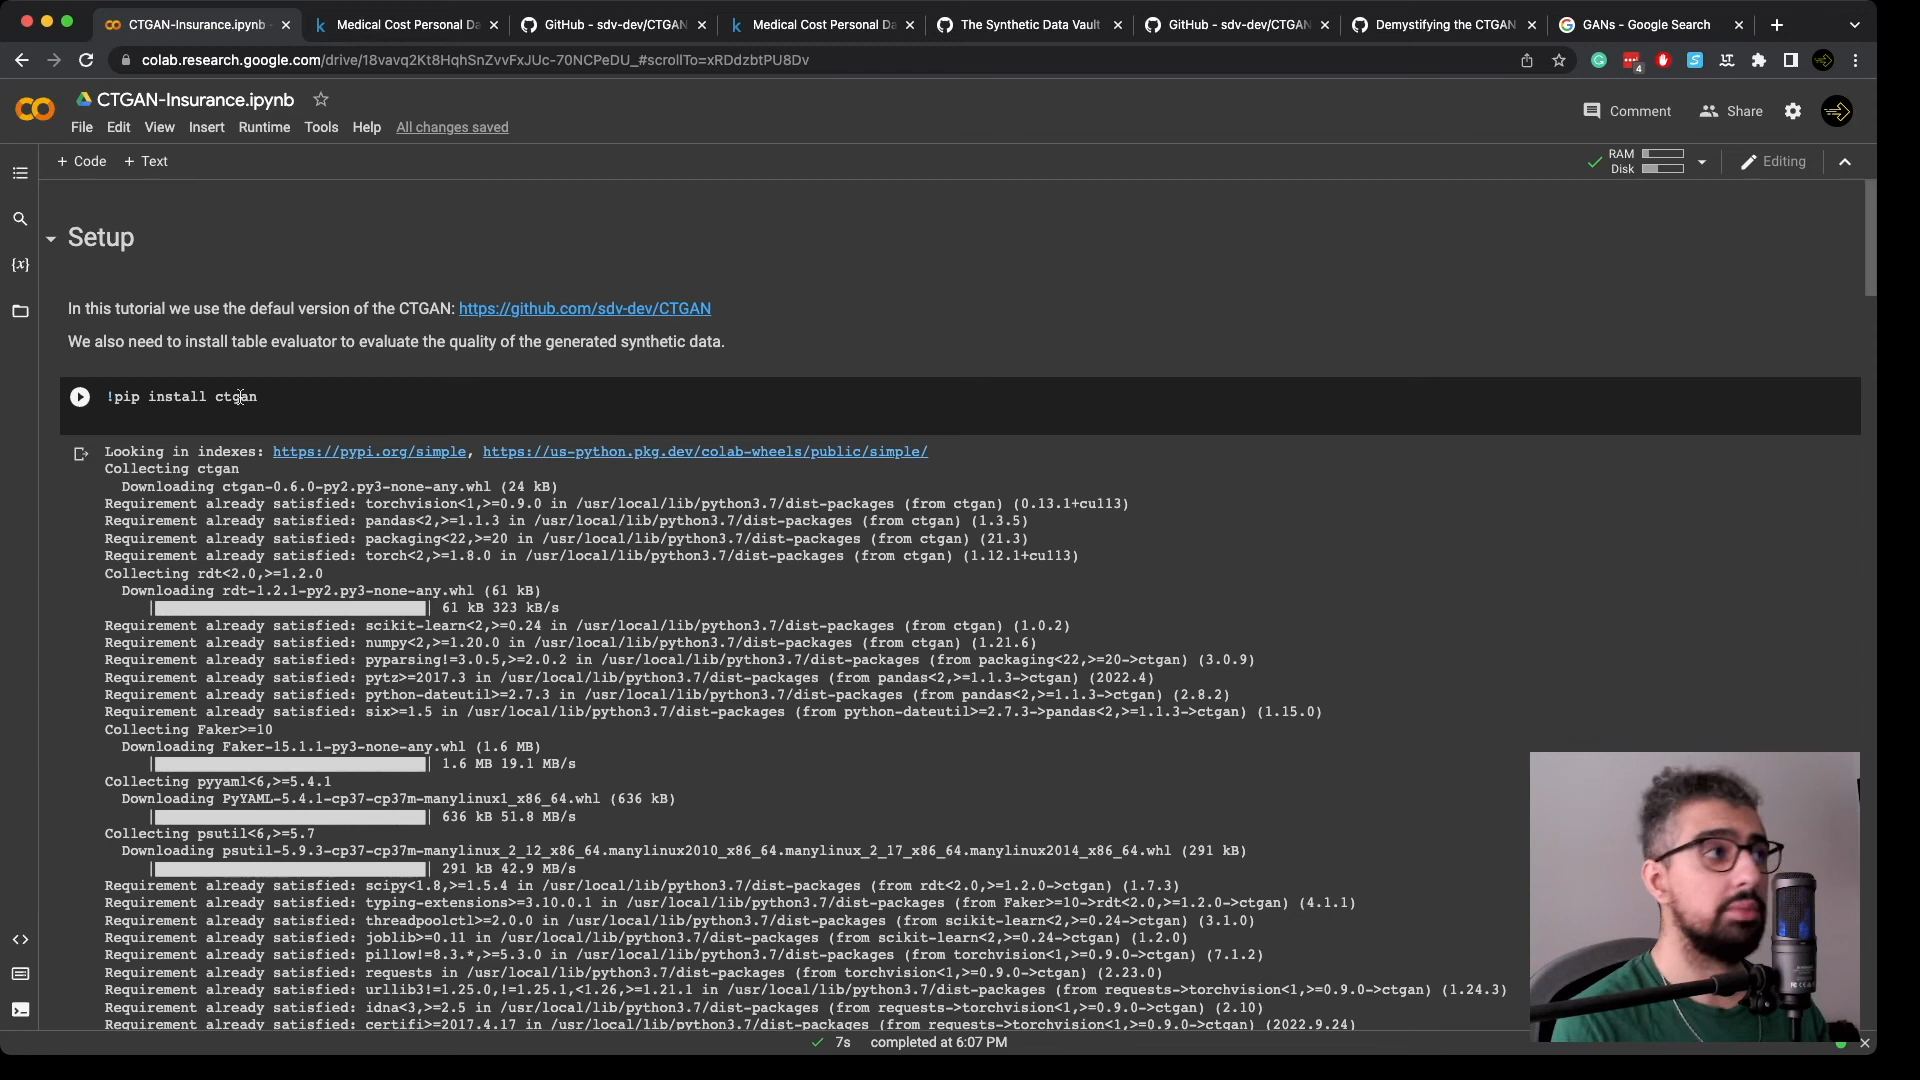 CTGAN-Insurance.ipynb -
Medical Cost Personal Da
GitHub - sdv-dev/CTGAN
Medical Cost Personal Da
The Synthetic Data Vault
GitHub - sdv-dev/CTGAN
Demystifying the CTGAN
GANs - Google Search
colab.research.google.com/drive/18vavq2Kt8HqhSnZvvFxJUc-70NCPeDU_#scrollTo=xRDdzbtPU8Dv
4
CTGAN-Insurance.ipynb
Comment
Share
File Edit View Insert Runtime Tools Help All changes saved
+ Code + Text
RAM
Disk
Editing
Setup
{x}
In this tutorial we use the defaul version of the CTGAN: https://github.com/sdv-dev/CTGAN
We also need to install table evaluator to evaluate the quality of the generated synthetic data.
!pip install ctgan
Looking in indexes: https://pypi.org/simple, https://us-python.pkg.dev/colab-wheels/public/simple/
Collecting ctgan
Downloading ctgan-0.6.0-py2.py3-none-any.whl (24 kB)
Requirement already satisfied: torchvision<1,>=0.9.0 in /usr/local/lib/python3.7/dist-packages (from ctgan) (0.13.1+cu113)
Requirement already satisfied: pandas<2,>=1.1.3 in /usr/local/lib/python3.7/dist-packages (from ctgan) (1.3.5)
Requirement already satisfied: packaging<22,>=20 in /usr/local/lib/python3.7/dist-packages (from ctgan) (21.3)
Requirement already satisfied: torch<2,>=1.8.0 in /usr/local/lib/python3.7/dist-packages (from ctgan) (1.12.1+cu113)
Collecting rdt<2.0,>=1.2.0
Downloading rdt-1.2.1-py2.py3-none-any.whl (61 kB)
61 kB 323 kB/s
Requirement already satisfied: scikit-learn<2,>=0.24 in /usr/local/lib/python3.7/dist-packages (from ctgan) (1.0.2)
Requirement already satisfied: numpy<2,>=1.20.0 in /usr/local/lib/python3.7/dist-packages (from ctgan) (1.21.6)
Requirement already satisfied: pyparsing!=3.0.5,>=2.0.2 in /usr/local/lib/python3.7/dist-packages (from packaging<22,>=20->ctgan) (3.0.9)
Requirement already satisfied: pytz>=2017.3 in /usr/local/lib/python3.7/dist-packages (from pandas<2,>=1.1.3->ctgan) (2022.4)
Requirement already satisfied: python-dateutil>=2.7.3 in /usr/local/lib/python3.7/dist-packages (from pandas<2,>=1.1.3->ctgan) (2.8.2)
Requirement already satisfied: six>=1.5 in /usr/local/lib/python3.7/dist-packages (from python-dateutil>=2.7.3->pandas<2,>=1.1.3->ctgan) (1.15.0)
Collecting Faker>=10
Downloading Faker-15.1.1-py3-none-any.whl (1.6 MB)
1.6 MB 19.1 MB/s
Collecting pyyaml<6,>=5.4.1
Downloading PyYAML-5.4.1-cp37-cp37m-manylinux1_x86_64.whl (636 kB)
636 kB 51.8 MB/s
Collecting psutil<6,>=5.7
Downloading psutil-5.9.3-cp37-cp37m-manylinux_2_12_x86_64.manylinux2010_x86_64.manylinux_2_17_x86_64.manylinux2014_x86_64.whl (291 kB)
291 kB 42.9 MB/s
Requirement already satisfied: scipy<1.8,>=1.5.4 in /usr/local/lib/python3.7/dist-packages (from rdt<2.0,>=1.2.0->ctgan) (1.7.3)
Requirement already satisfied: typing-extensions>=3.10.0.1 in /usr/local/lib/python3.7/dist-packages (from Faker>=10->rdt<2.0,>=1.2.0->ctgan) (4.1.1)
Requirement already satisfied: threadpoolctl>=2.0.0 in /usr/local/lib/python3.7/dist-packages (from scikit-learn<2,>=0.24->ctgan) (3.1.0)
Requirement already satisfied: joblib>=0.11 in /usr/local/lib/python3.7/dist-packages (from scikit-learn<2,>=0.24->ctgan) (1.2.0)
Requirement already satisfied: pillow!=8.3.*,>=5.3.0 in /usr/local/lib/python3.7/dist-packages (from torchvision<1,>=0.9.0->ctgan) (7.1.2)
Requirement already satisfied: requests in /usr/local/lib/python3.7/dist-packages (from torchvision<1,>=0.9.0->ctgan) (2.23.0)
Requirement already satisfied: urllib3!=1.25.0,!=1.25.1,<1.26,>=1.21.1 in /usr/local/lib/python3.7/dist-packages (from requests->torchvision<1,>=0.9.0->ctgan) (1.24.3)
Requirement already satisfied: idna<3,>=2.5 in /usr/local/lib/python3.7/dist-packages (from requests->torchvision<1,>=0.9.0->ctgan) (2.10)
Requirement already satisfied: certifi>=2017.4.17 in /usr/local/lib/python3.7/dist-packages (from requests->torchvision<1,>=0.9.0->ctgan) (2022.9.24)
7s completed at 6:07 PM